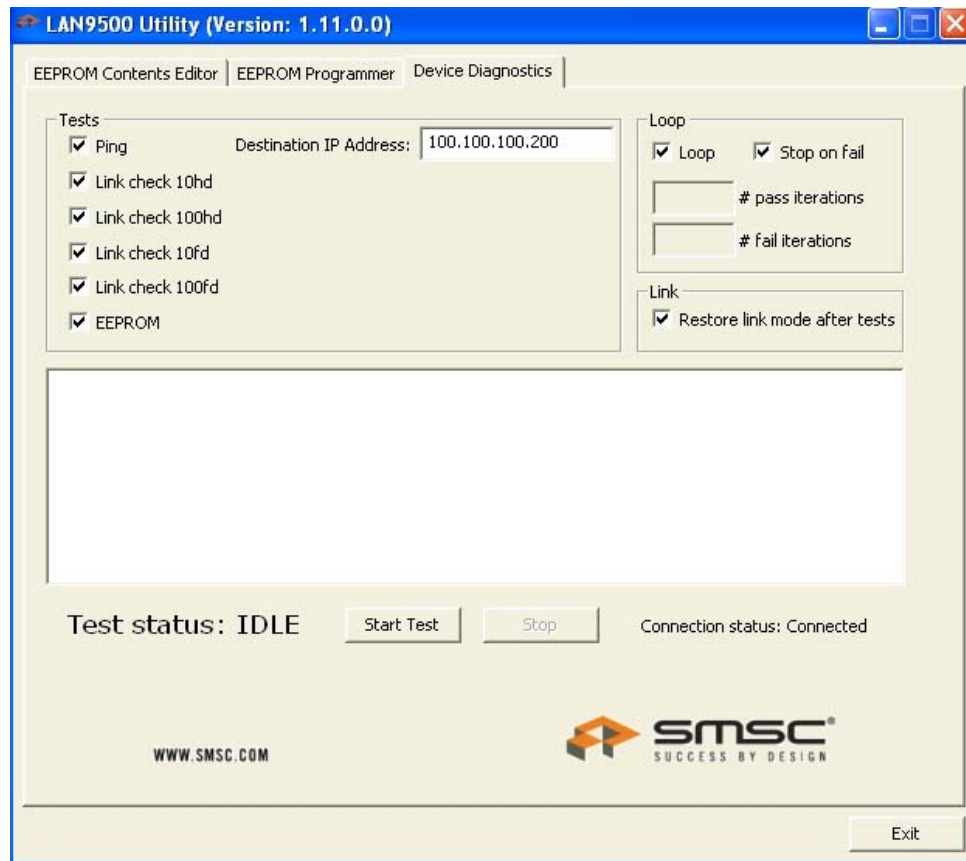 LAN9500 Utility (Version: 1.11.0.0)
EEPROM Contents Editor EEPROM Programmer Device Diagnostics
Tests
Ping Destination IP Address: 100.100.100.200
Link check 10hd
Link check 100hd
Link check 10fd
Link check 100fd
EEPROM
Loop
Loop Stop on fail
# pass iterations
# fail iterations
Link
Restore link mode after tests
Test status: IDLE Start Test Stop Connection status: Connected
WWW.SMSC.COM
smsc®
SUCCESS BY DESIGN
Exit